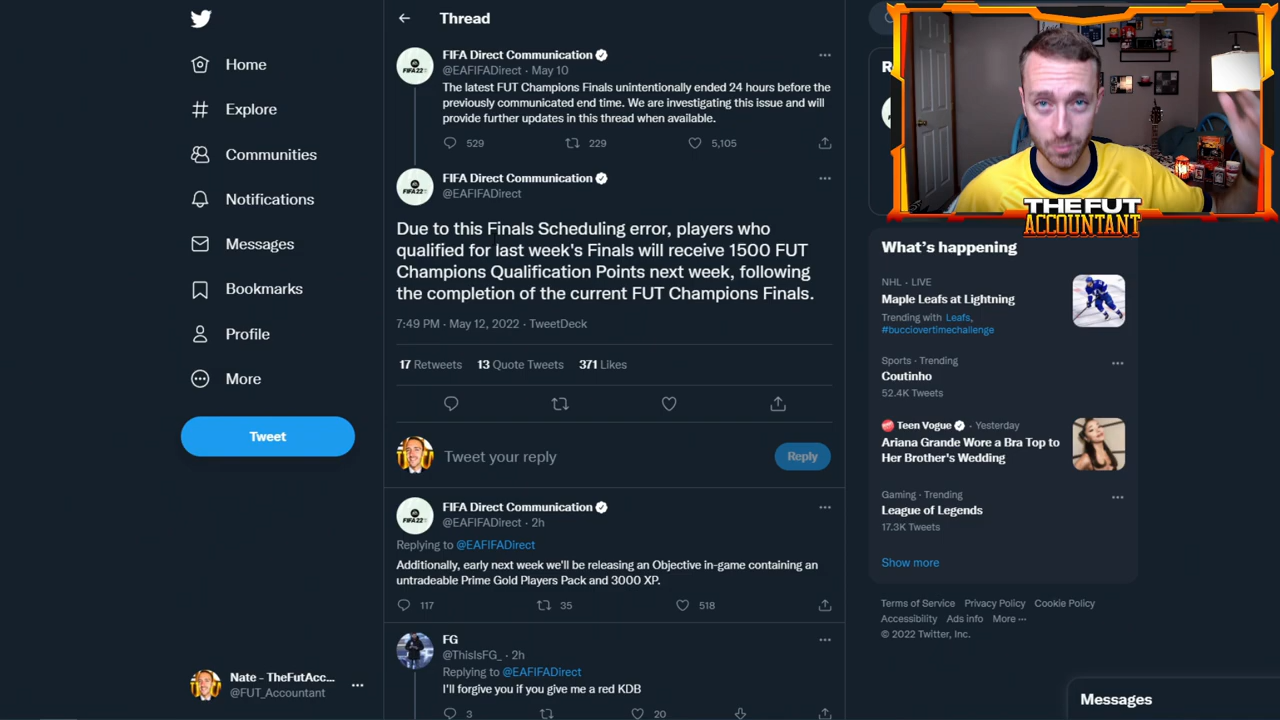 Thread
Home
Explore
Communities
Notifications
Messages
Bookmarks
Profile
More
Tweet
Nate - TheFutAcc...
@FUT_Accountant
FIFA Direct Communication
@EAFIFADirect · May 10
The latest FUT Champions Finals unintentionally ended 24 hours before the
previously communicated end time. We are investigating this issue and will
provide further updates in this thread when available.
529 229 5,105
FIFA Direct Communication
@EAFIFADirect
Due to this Finals Scheduling error, players who
qualified for last week's Finals will receive 1500 FUT
Champions Qualification Points next week, following
the completion of the current FUT Champions Finals.
7:49 PM · May 12, 2022 · TweetDeck
17 Retweets 13 Quote Tweets 371 Likes
Tweet your reply
Reply
FIFA Direct Communication
@EAFIFADirect · 2h
Replying to @EAFIFADirect
Additionally, early next week we'll be releasing an Objective in-game containing an
untradeable Prime Gold Players Pack and 3000 XP.
117 35 518
FG
@ThisIsFG_ · 2h
Replying to @EAFIFADirect
I'll forgive you if you give me a red KDB
3 20
THE FUT
ACCOUNTANT
What's happening
NHL · LIVE
Maple Leafs at Lightning
Trending with Leafs,
#bucciovertimechallenge
Sports · Trending
Coutinho
52.4K Tweets
Teen Vogue · Yesterday
Ariana Grande Wore a Bra Top to
Her Brother's Wedding
Gaming · Trending
League of Legends
17.3K Tweets
Show more
Terms of Service Privacy Policy Cookie Policy
Accessibility Ads info More ···
© 2022 Twitter, Inc.
Messages